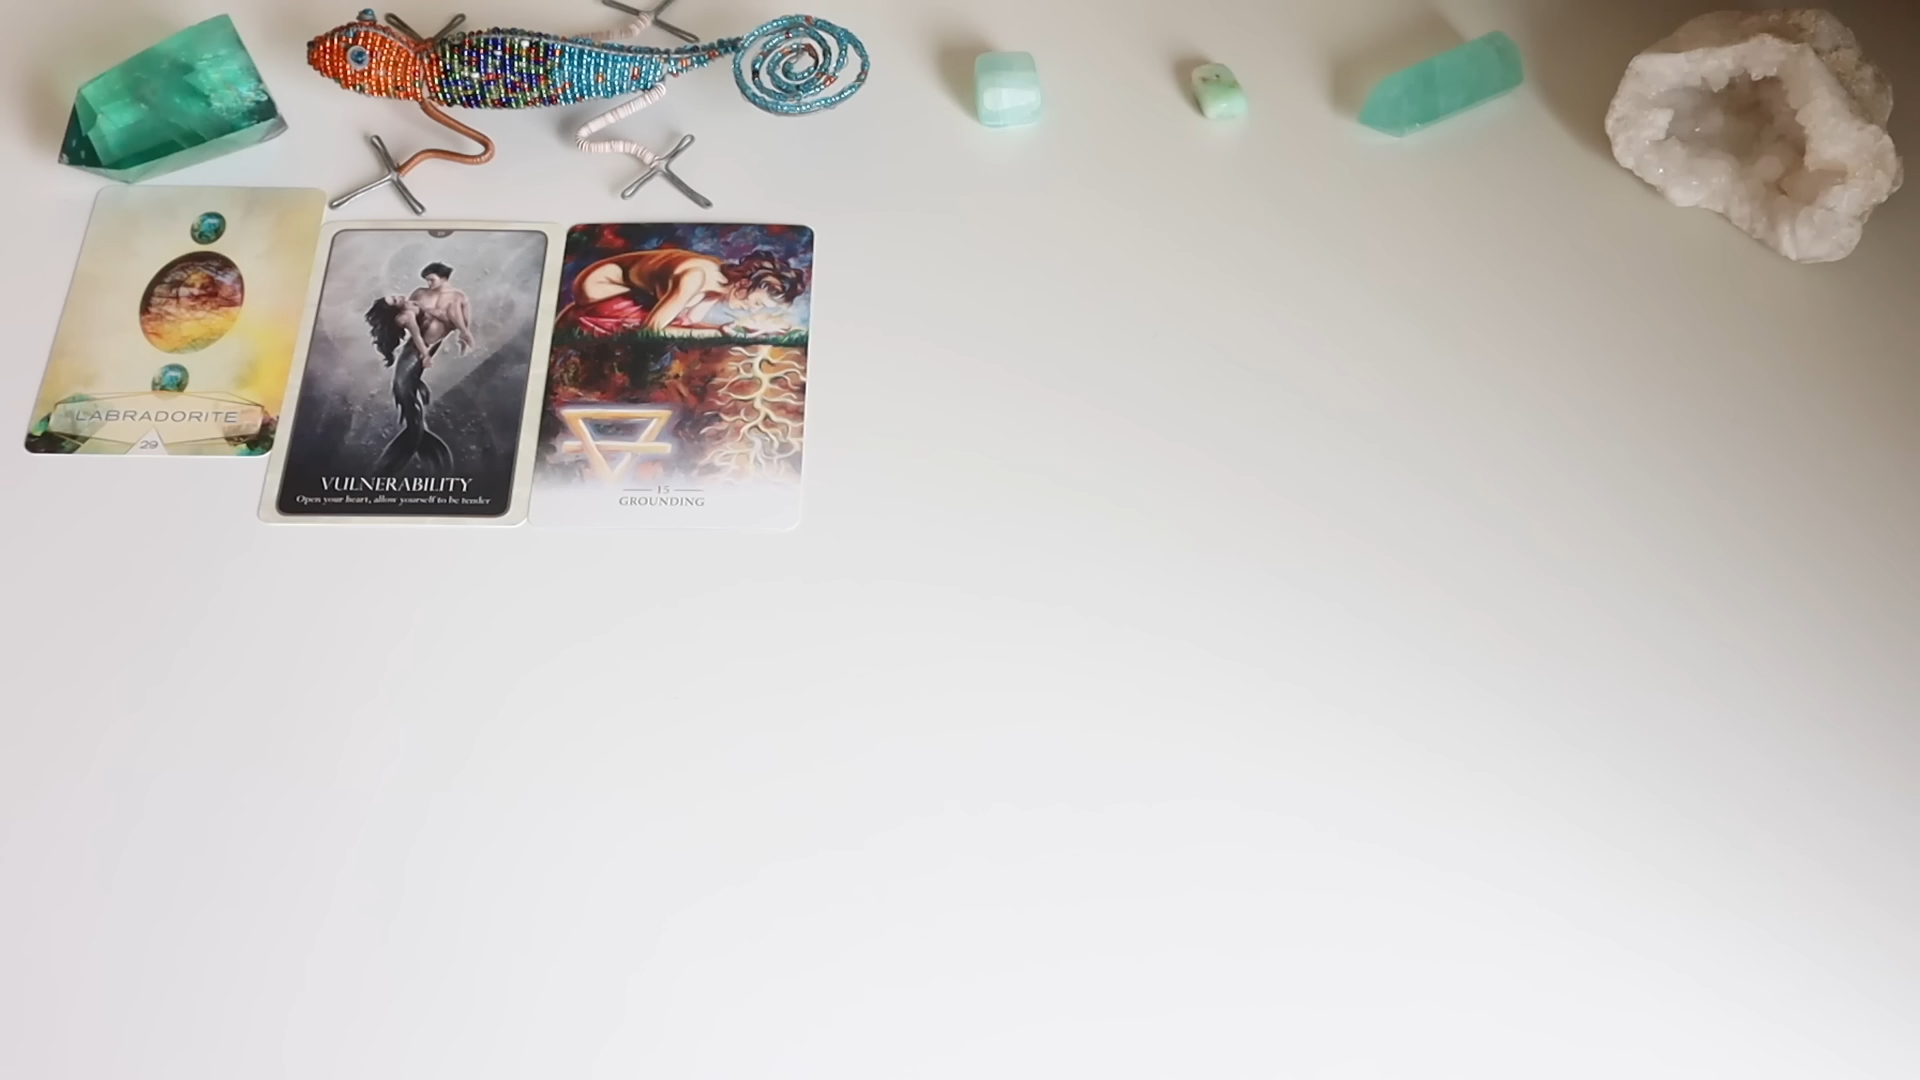 LABRADORITE
29
VULNERABILITY
Open your heart, allow yourself to be tender
15
GROUNDING